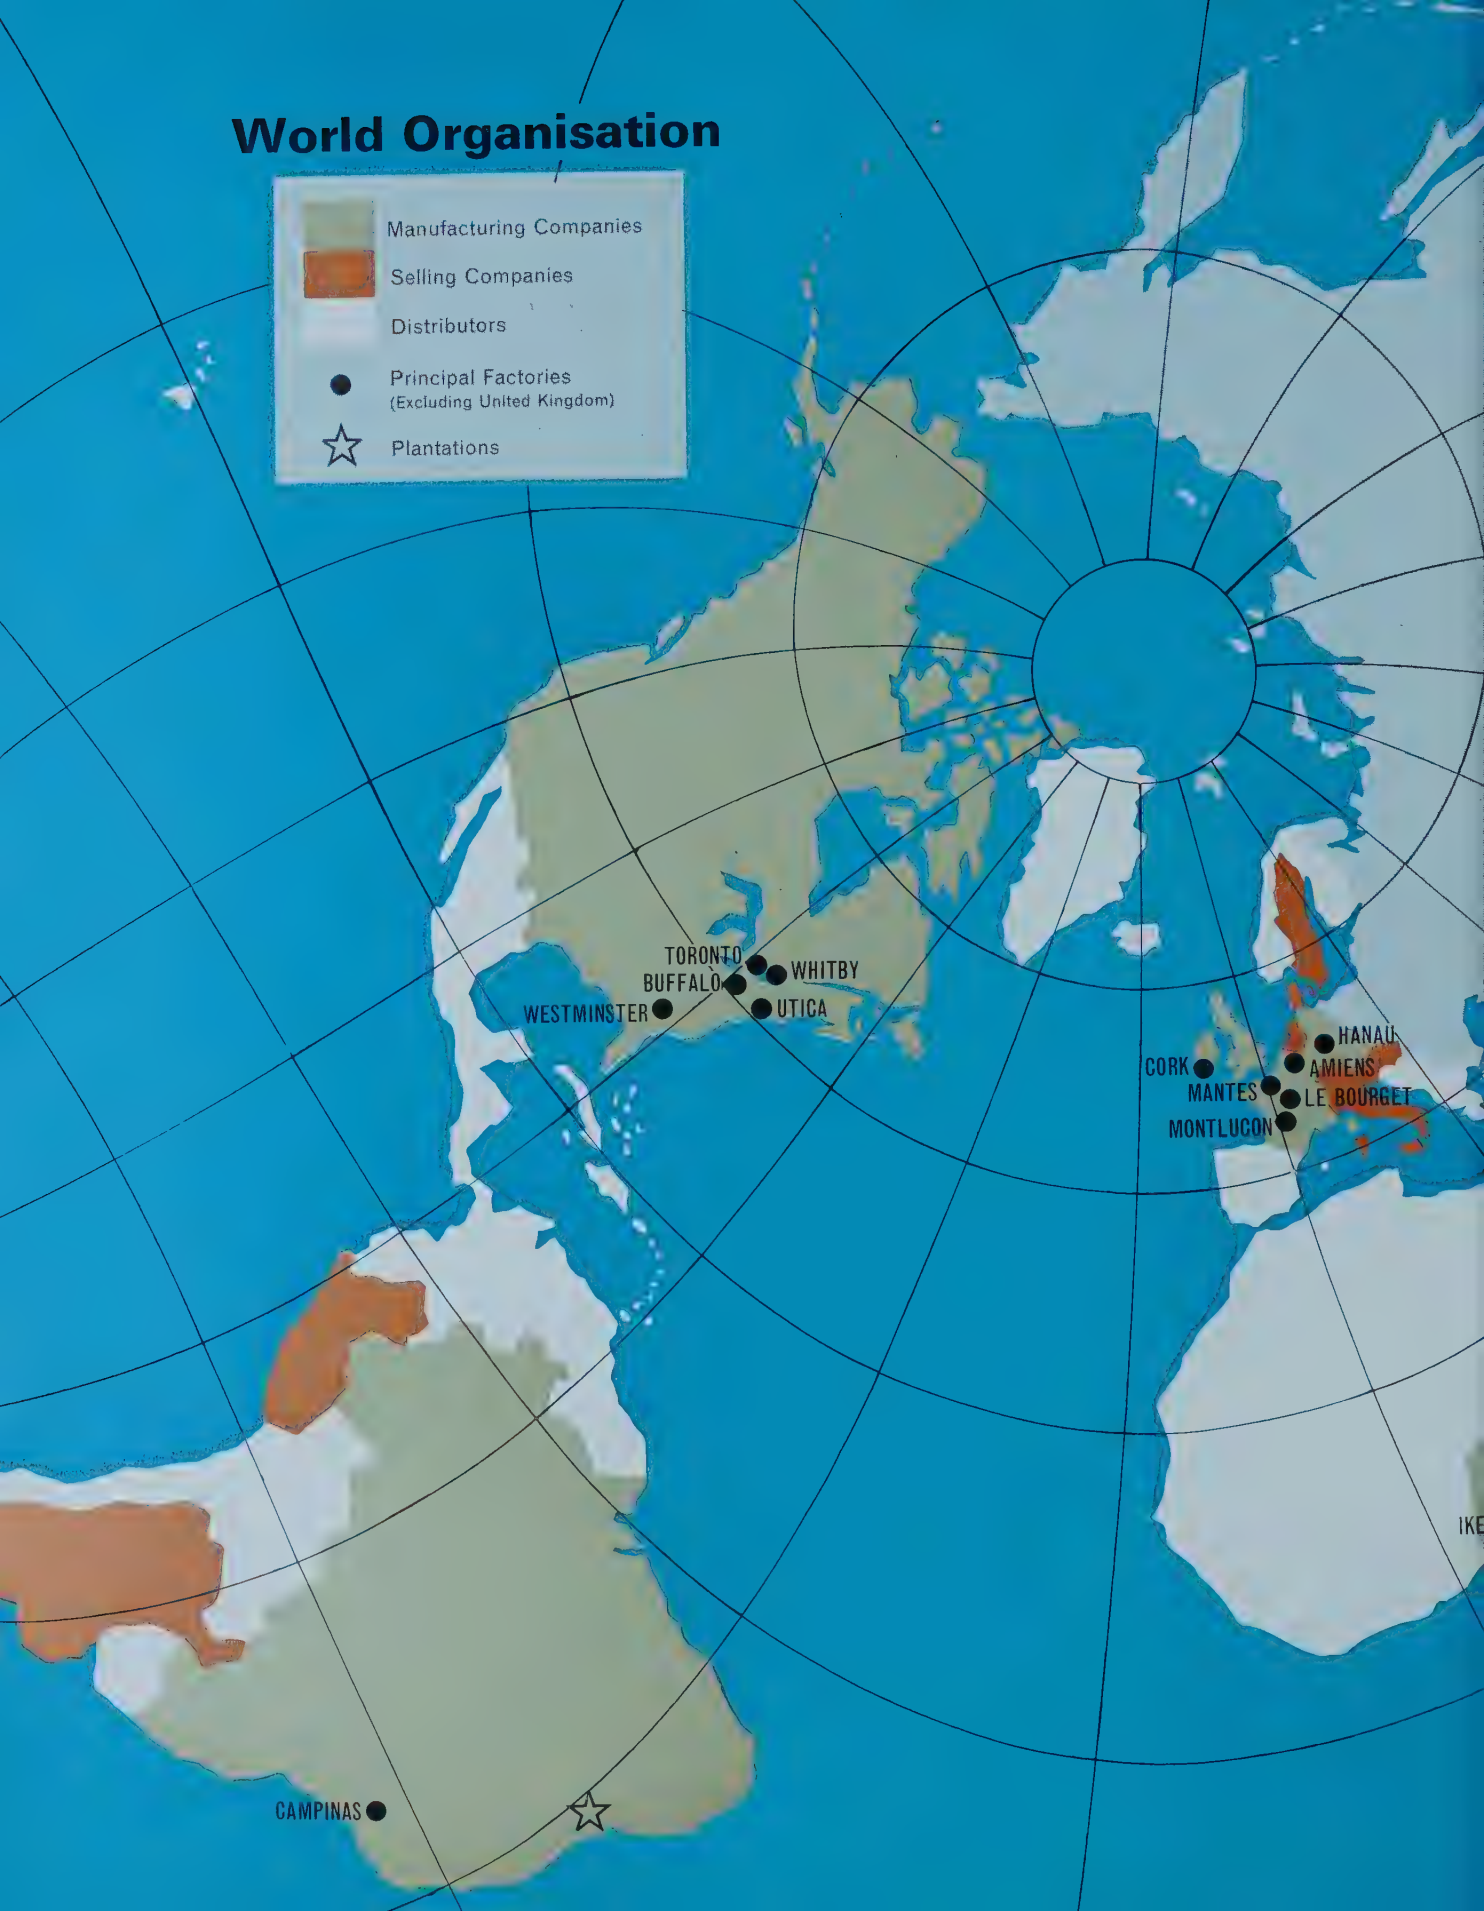 World Organisation
Manufacturing Companies
Selling Companies
Distributors
Principal Factories
(Excluding United Kingdom)
Plantations
TORONTO
WHITBY
BUFFALO
WESTMINSTER
UTICA
HANAU
CORK
AMIENS
MANTES
LE BOURGET
MONTLUCON
IKE
CAMPINAS